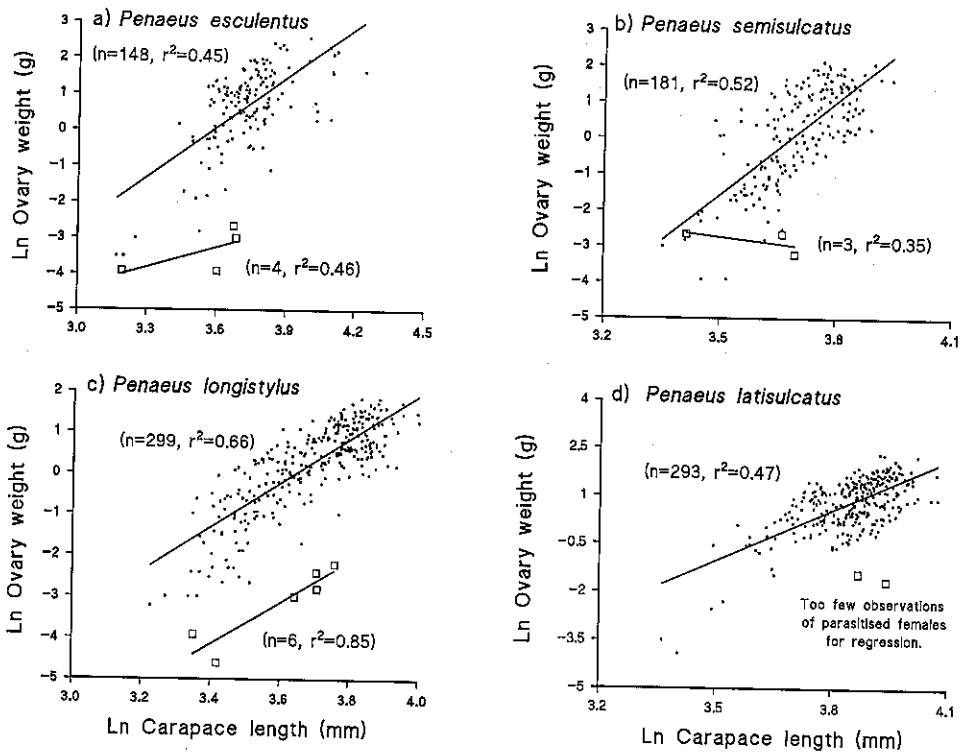 a) Penaeus esculentus
(n=148, r²=0.45)
(n=4, r²=0.46)
Ln Ovary weight (g)
3
2
1
0
−1
−2
−3
−4
−5
3.0
3.3
3.6
3.9
4.2
4.5
b) Penaeus semisulcatus
(n=181, r²=0.52)
(n=3, r²=0.35)
Ln Ovary weight (g)
3
2
1
0
−1
−2
−3
−4
−5
3.2
3.5
3.8
4.1
c) Penaeus longistylus
(n=299, r²=0.66)
(n=6, r²=0.85)
Ln Ovary weight (g)
2
1
0
−1
−2
−3
−4
−5
3.0
3.2
3.4
3.6
3.8
4.0
Ln Carapace length (mm)
d) Penaeus latisulcatus
(n=293, r²=0.47)
Too few observations
of parasitised females
for regression.
Ln Ovary weight (g)
4
2.5
1
−0.5
−2
−3.5
−5
3.2
3.5
3.8
4.1
Ln Carapace length (mm)